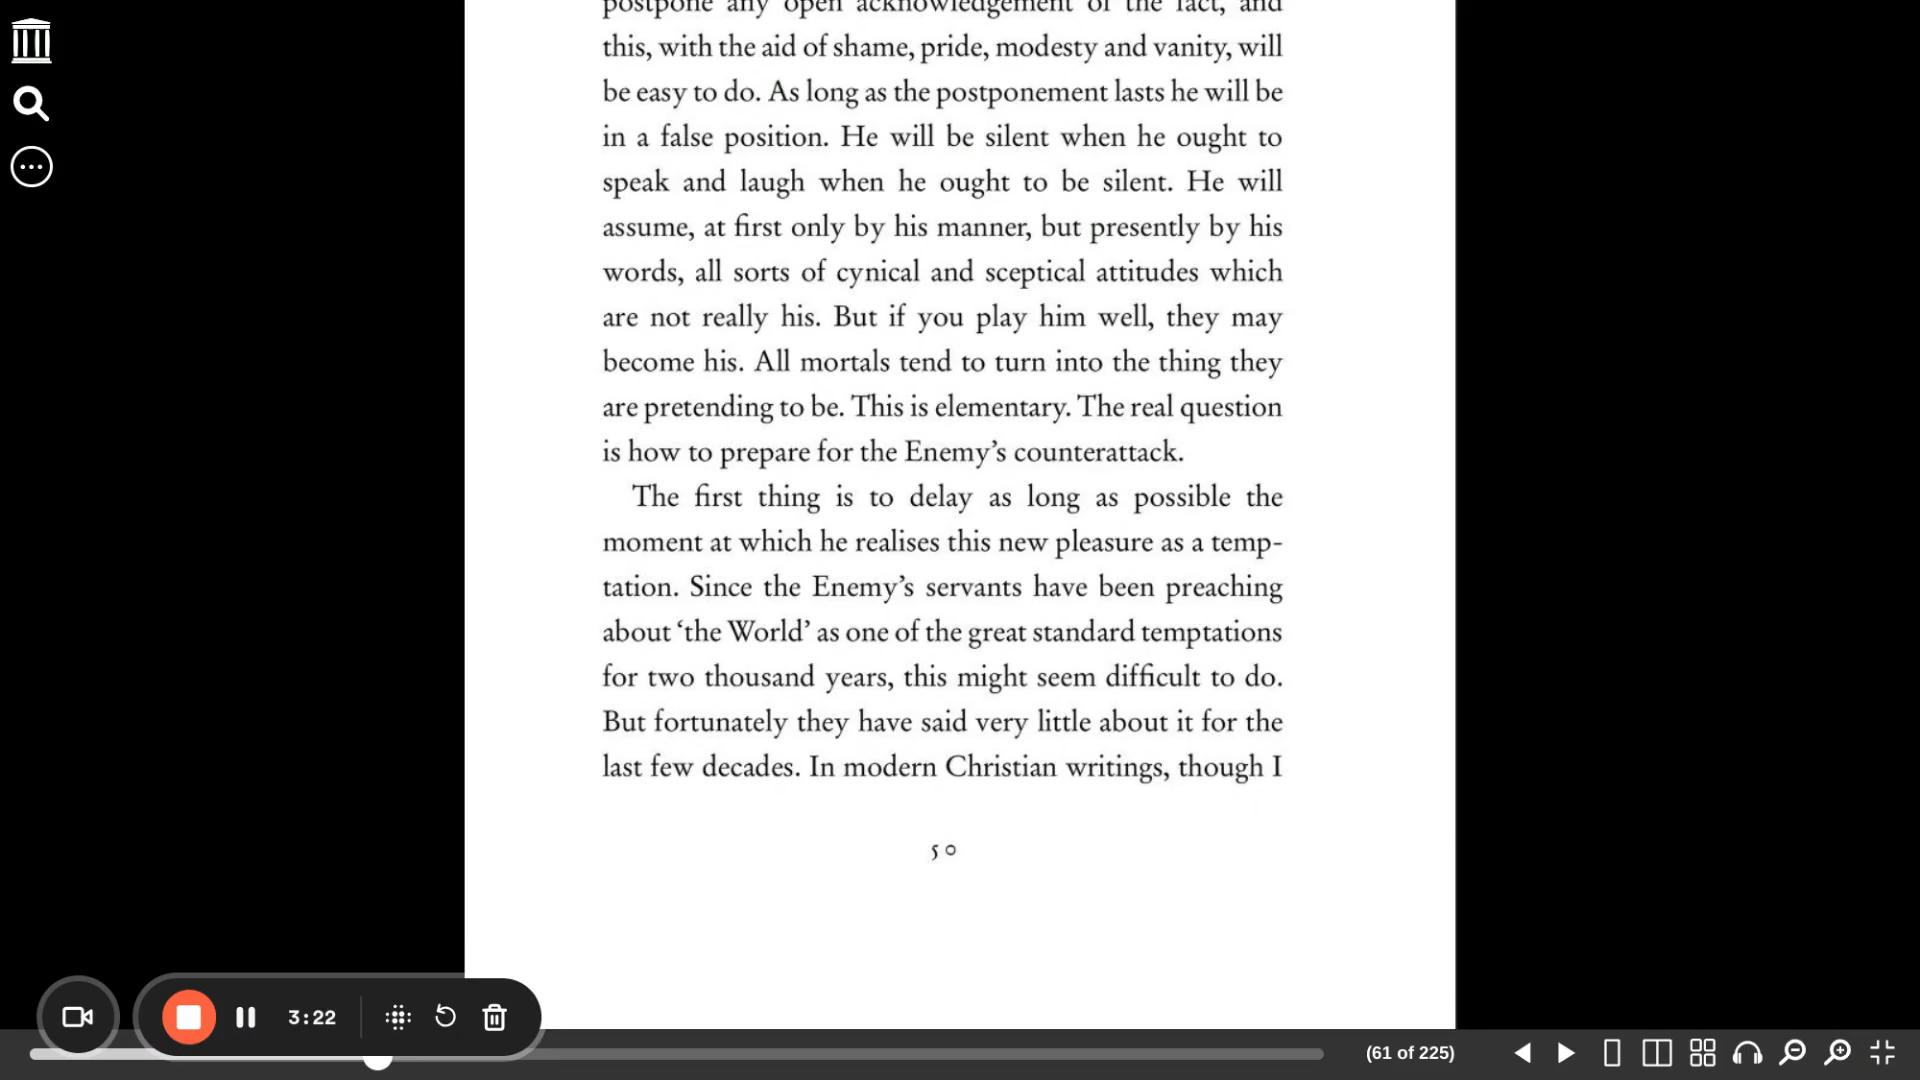 postpone any open acknowledgement of the fact, and
this, with the aid of shame, pride, modesty and vanity, will
be easy to do. As long as the postponement lasts he will be
in a false position. He will be silent when he ought to
speak and laugh when he ought to be silent. He will
assume, at first only by his manner, but presently by his
words, all sorts of cynical and sceptical attitudes which
are not really his. But if you play him well, they may
become his. All mortals tend to turn into the thing they
are pretending to be. This is elementary. The real question
is how to prepare for the Enemy’s counterattack.
The first thing is to delay as long as possible the
moment at which he realises this new pleasure as a temp-
tation. Since the Enemy’s servants have been preaching
about ‘the World’ as one of the great standard temptations
for two thousand years, this might seem difficult to do.
But fortunately they have said very little about it for the
last few decades. In modern Christian writings, though I
50
3:22
(61 of 225)